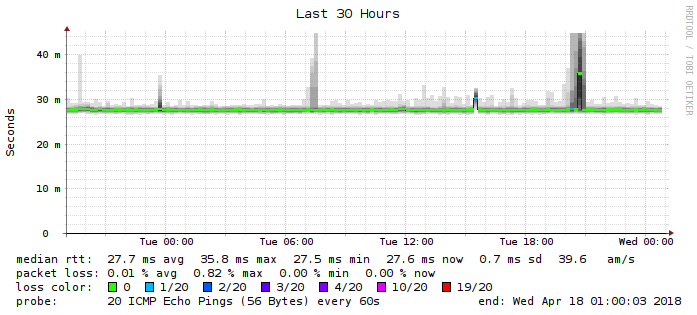 Last 30 Hours
RRDTOOL / TOBI OETIKER
Seconds
40 m
30 m
20 m
10 m
0
Tue 00:00 Tue 06:00 Tue 12:00 Tue 18:00 Wed 00:00
median rtt: 27.7 ms avg 35.8 ms max 27.5 ms min 27.6 ms now 0.7 ms sd 39.6 am/s
packet loss: 0.01 % avg 0.82 % max 0.00 % min 0.00 % now
loss color: 0 1/20 2/20 3/20 4/20 10/20 19/20
probe: 20 ICMP Echo Pings (56 Bytes) every 60s end: Wed Apr 18 01:00:03 2018